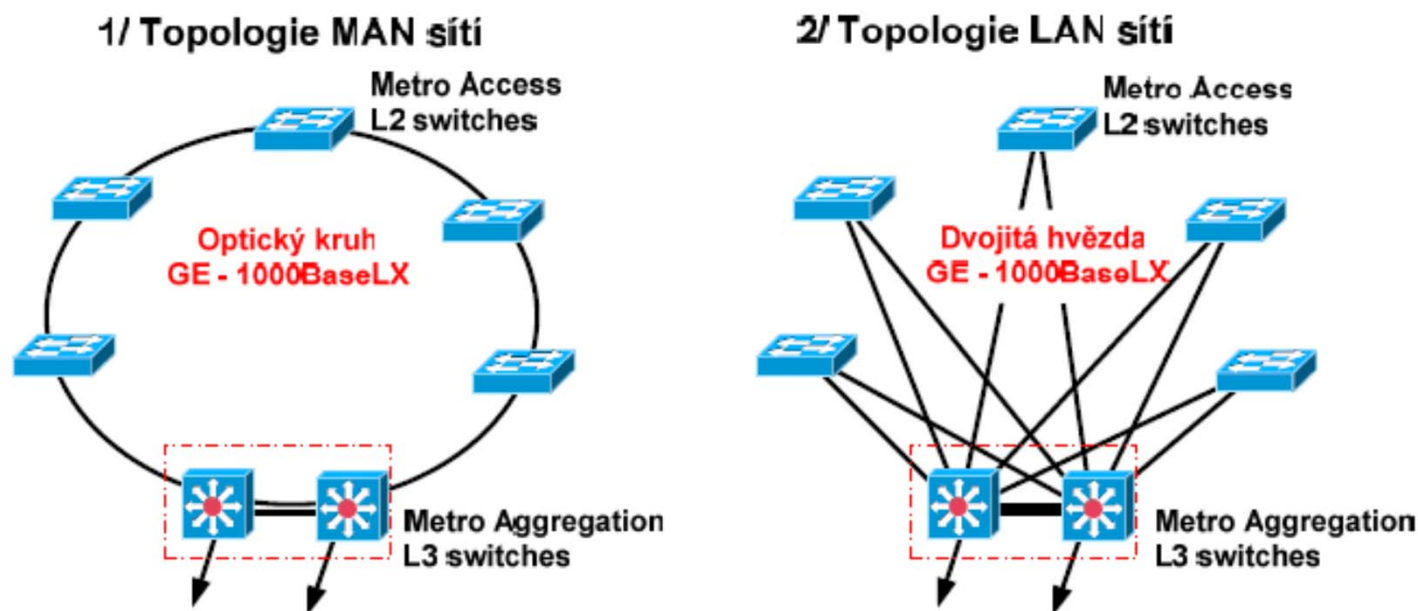 1/ Topologie MAN sítí
Metro Access
L2 switches
Optický kruh
GE - 1000BaseLX
Metro Aggregation
L3 switches
2/ Topologie LAN sítí
Metro Access
L2 switches
Dvojitá hvězda
GE - 1000BaseLX
Metro Aggregation
L3 switches